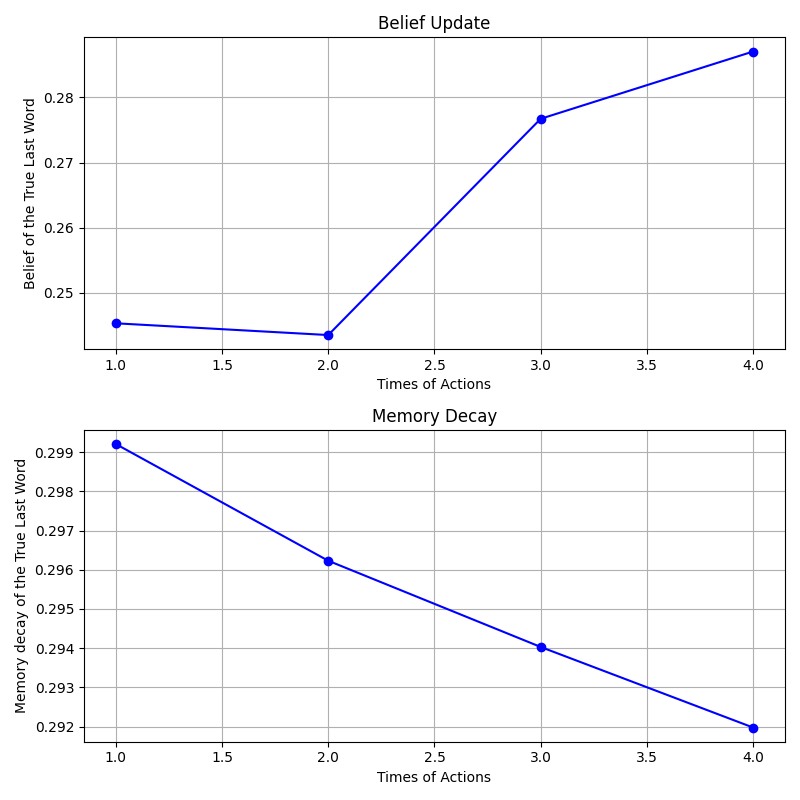 Belief Update
Belief of the True Last Word
0.28
0.27
0.26
0.25
1.0 1.5 2.0 2.5 3.0 3.5 4.0
Times of Actions
Memory Decay
Memory decay of the True Last Word
0.299
0.298
0.297
0.296
0.295
0.294
0.293
0.292
1.0 1.5 2.0 2.5 3.0 3.5 4.0
Times of Actions